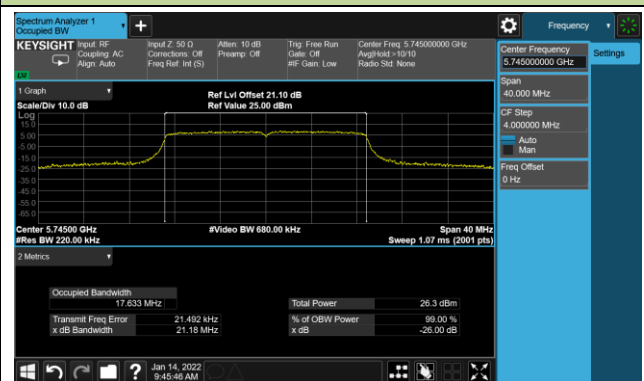 Spectrum Analyzer 1
Occupied BW
Frequency
KEYSIGHT
Input: RF
Coupling: AC
Align: Auto
Input Z: 50 Ω
Corrections: Off
Freq Ref: Int (S)
Atten: 10 dB
Preamp: Off
Trig: Free Run
Gate: Off
#IF Gain: Low
Center Freq: 5.745000000 GHz
Avg|Hold:>10/10
Radio Std: None
Center Frequency
5.745000000 GHz
Settings
Span
40.000 MHz
CF Step
4.000000 MHz
Auto
Man
Freq Offset
0 Hz
1 Graph
Scale/Div 10.0 dB
Ref Lvl Offset 21.10 dB
Ref Value 25.00 dBm
Log
15.0
5.00
-5.00
-15.0
-25.0
-35.0
-45.0
-55.0
-65.0
Center 5.74500 GHz
#Res BW 220.00 kHz
#Video BW 680.00 kHz
Span 40 MHz
Sweep 1.07 ms (2001 pts)
2 Metrics
Occupied Bandwidth
17.633 MHz
Total Power 26.3 dBm
Transmit Freq Error 21.492 kHz
% of OBW Power 99.00 %
x dB Bandwidth 21.18 MHz
x dB -26.00 dB
Jan 14, 2022
9:45:46 AM